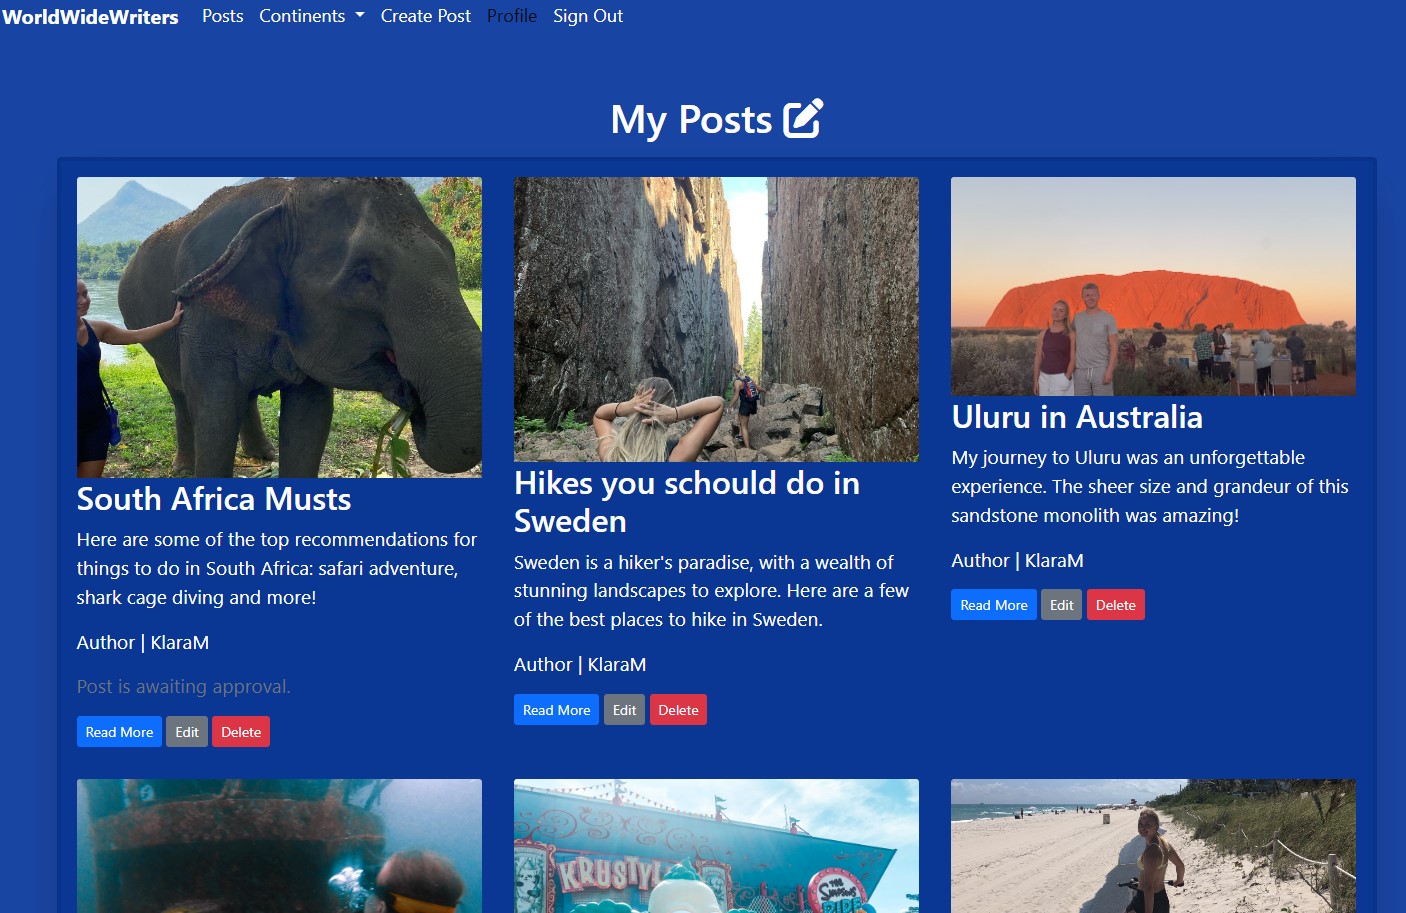 WorldWideWriters Posts Continents Create Post Profile Sign Out
My Posts
South Africa Musts
Here are some of the top recommendations for
things to do in South Africa: safari adventure,
shark cage diving and more!
Author | KlaraM
Post is awaiting approval.
Read More Edit Delete
Hikes you schould do in
Sweden
Sweden is a hiker's paradise, with a wealth of
stunning landscapes to explore. Here are a few
of the best places to hike in Sweden.
Author | KlaraM
Read More Edit Delete
Uluru in Australia
My journey to Uluru was an unforgettable
experience. The sheer size and grandeur of this
sandstone monolith was amazing!
Author | KlaraM
Read More Edit Delete
KRUSTYL
THE
SIMPSONS
RIDE